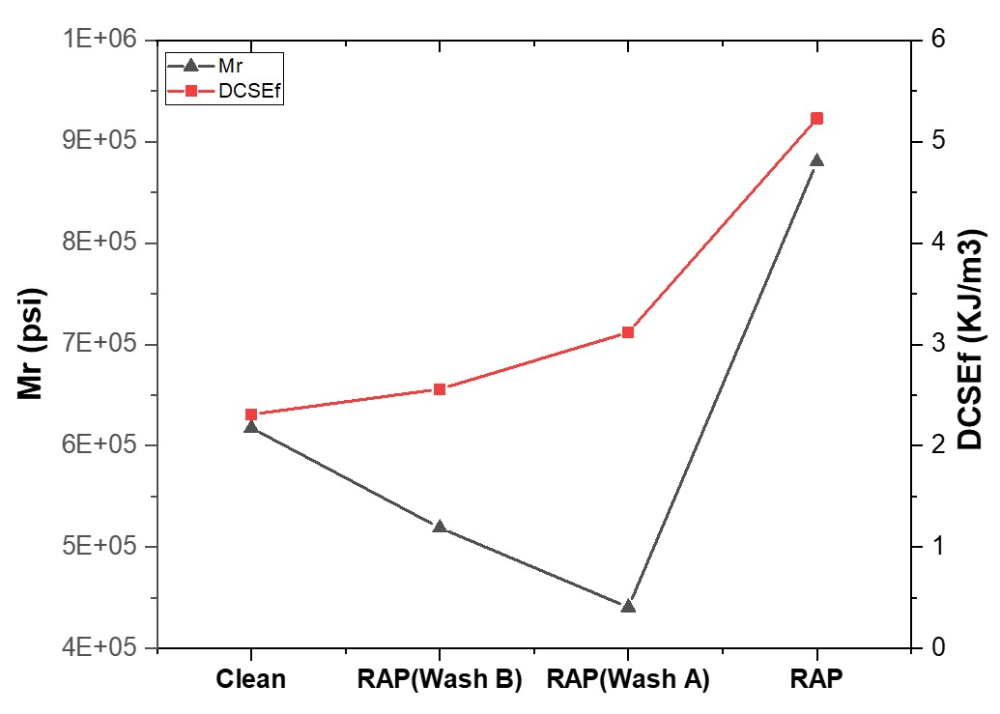 1E+06
9E+05
8E+05
7E+05
6E+05
5E+05
4E+05
Mr (psi)
Mr
DCSEf
6
5
4
3
2
1
0
DCSEf (KJ/m3)
Clean
RAP(Wash B)
RAP(Wash A)
RAP